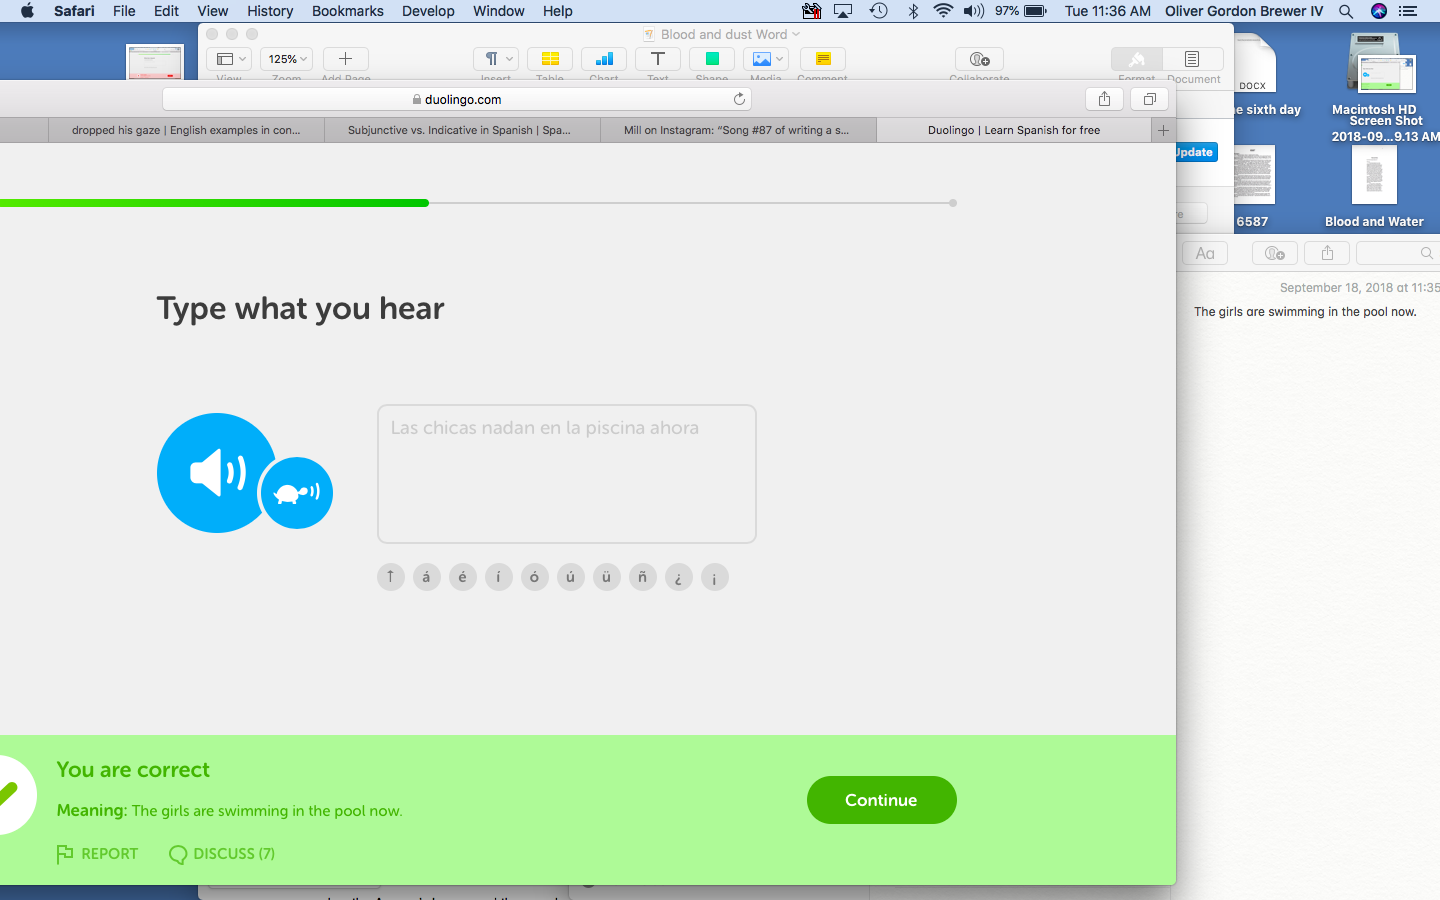 Safari File Edit View History Bookmarks Develop Window Help 97% Tue 11:36 AM Oliver Gordon Brewer IV
Blood and dust Word
125%
View Zoom Add Page Insert Table Chart Text Shape Media Comment Collaborate Format Document
duolingo.com
dropped his gaze | English examples in con...
Subjunctive vs. Indicative in Spanish | Spa...
Mill on Instagram: “Song #87 of writing a s...
Duolingo | Learn Spanish for free
Type what you hear
Las chicas nadan en la piscina ahora
↑ á é í ó ú ü ñ ¿ ¡
You are correct
Meaning: The girls are swimming in the pool now.
REPORT DISCUSS (7)
Continue
DOCX
sixth day
Macintosh HD
Screen Shot
2018-09...9.13 AM
Update
6587
Blood and Water
Aa
September 18, 2018 at 11:35
The girls are swimming in the pool now.